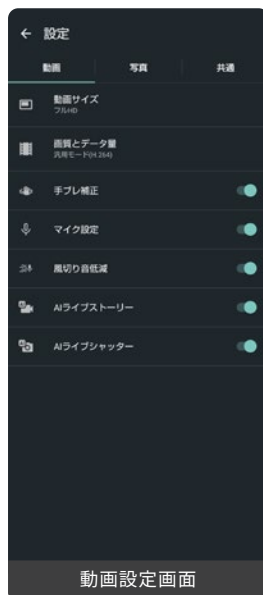 設定
動画 写真 共通
動画サイズ
フルHD
画質とデータ量
汎用モード(H.264)
手ブレ補正
マイク設定
風切り音低減
AIライブストーリー
AIライブシャッター
動画設定画面